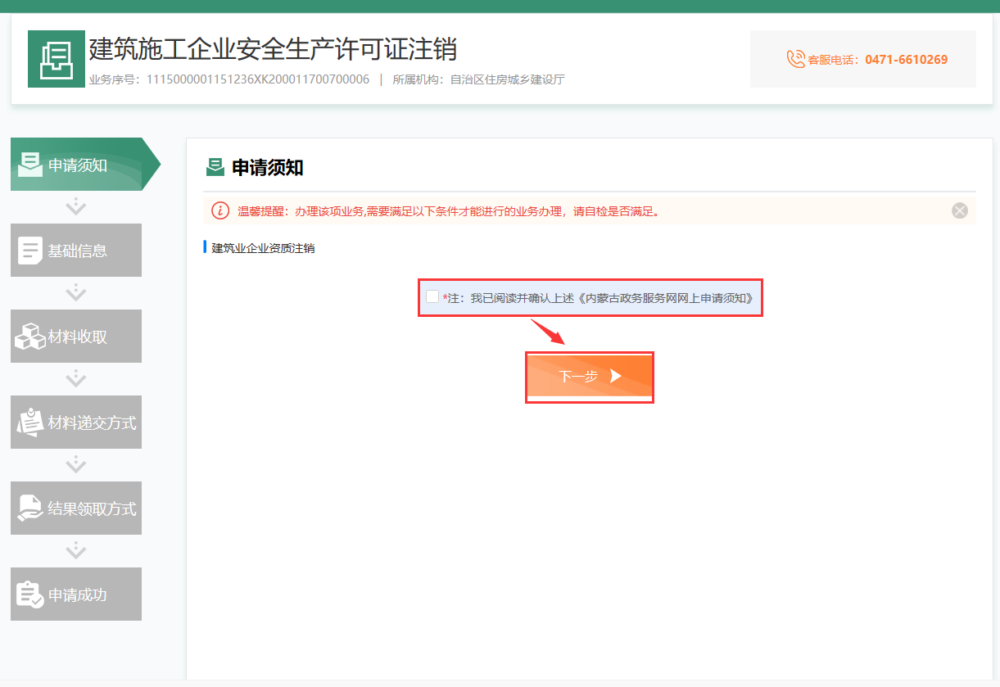 建筑施工企业安全生产许可证注销
业务序号：1115000001151236XK200011700700006 | 所属机构：自治区住房城乡建设厅
客服电话：0471-6610269
申请须知
基础信息
材料收取
材料递交方式
结果领取方式
申请成功
申请须知
温馨提醒：办理该项业务,需要满足以下条件才能进行的业务办理，请自检是否满足。
建筑业企业资质注销
*注：我已阅读并确认上述《内蒙古政务服务网网上申请须知》
下一步